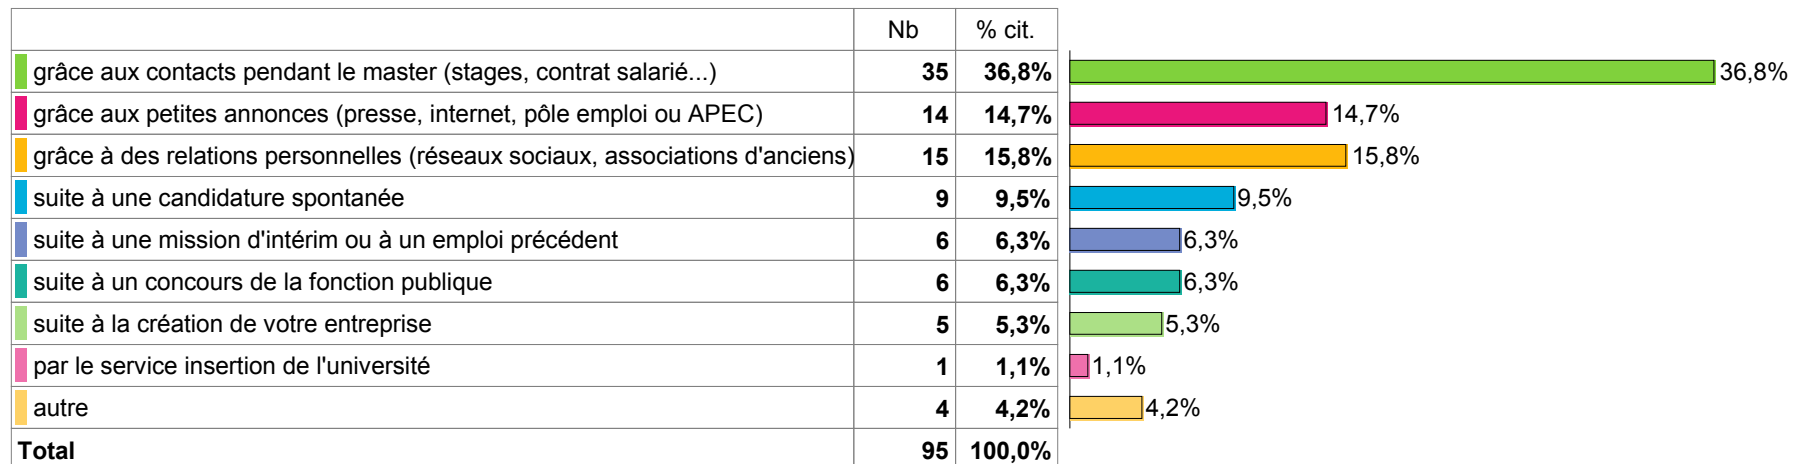 Nb % cit.
grâce aux contacts pendant le master (stages, contrat salarié...) 35 36,8% 36,8%
grâce aux petites annonces (presse, internet, pôle emploi ou APEC) 14 14,7% 14,7%
grâce à des relations personnelles (réseaux sociaux, associations d'anciens) 15 15,8% 15,8%
suite à une candidature spontanée 9 9,5% 9,5%
suite à une mission d'intérim ou à un emploi précédent 6 6,3% 6,3%
suite à un concours de la fonction publique 6 6,3% 6,3%
suite à la création de votre entreprise 5 5,3% 5,3%
par le service insertion de l'université 1 1,1% 1,1%
autre 4 4,2% 4,2%
Total 95 100,0%